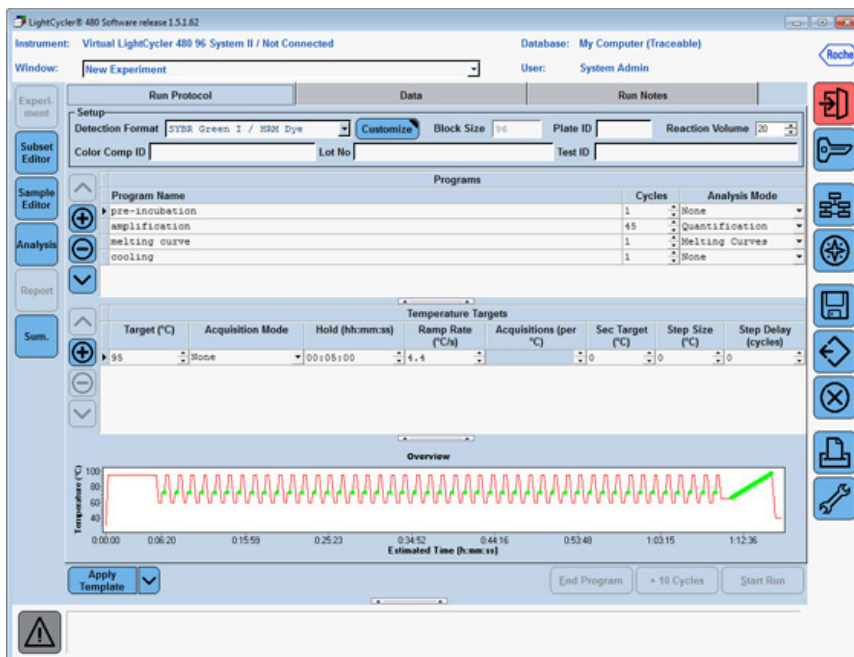 LightCycler® 480 Software release 1.5.1.62
Instrument: Virtual LightCycler 480 96 System II / Not Connected Database: My Computer (Traceable)
Window: New Experiment User: System Admin
Roche
Experi-
ment
Subset
Editor
Sample
Editor
Analysis
Report
Sum.
Run Protocol Data Run Notes
Setup
Detection Format SYBR Green I / HRM Dye Customize Block Size 96 Plate ID Reaction Volume 20
Color Comp ID Lot No Test ID
Programs
Program Name Cycles Analysis Mode
pre-incubation 1 None
amplification 45 Quantification
melting curve 1 Melting Curves
cooling 1 None
Temperature Targets
Target (°C) Acquisition Mode Hold (hh:mm:ss) Ramp Rate (°C/s) Acquisitions (per °C) Sec Target (°C) Step Size (°C) Step Delay (cycles)
95 None 00:05:00 4.4 0 0 0
Overview
Temperature (°C)
100
80
60
40
0:00:00 0:06:20 0:15:59 0:25:23 0:34:52 0:44:16 0:53:48 1:03:15 1:12:36
Estimated Time (h:mm:ss)
Apply
Template
End Program + 10 Cycles Start Run